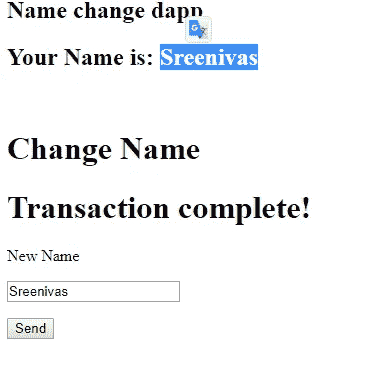 Name change dapp
Your Name is: Sreenivas
Change Name
Transaction complete!
New Name
Sreenivas
Send